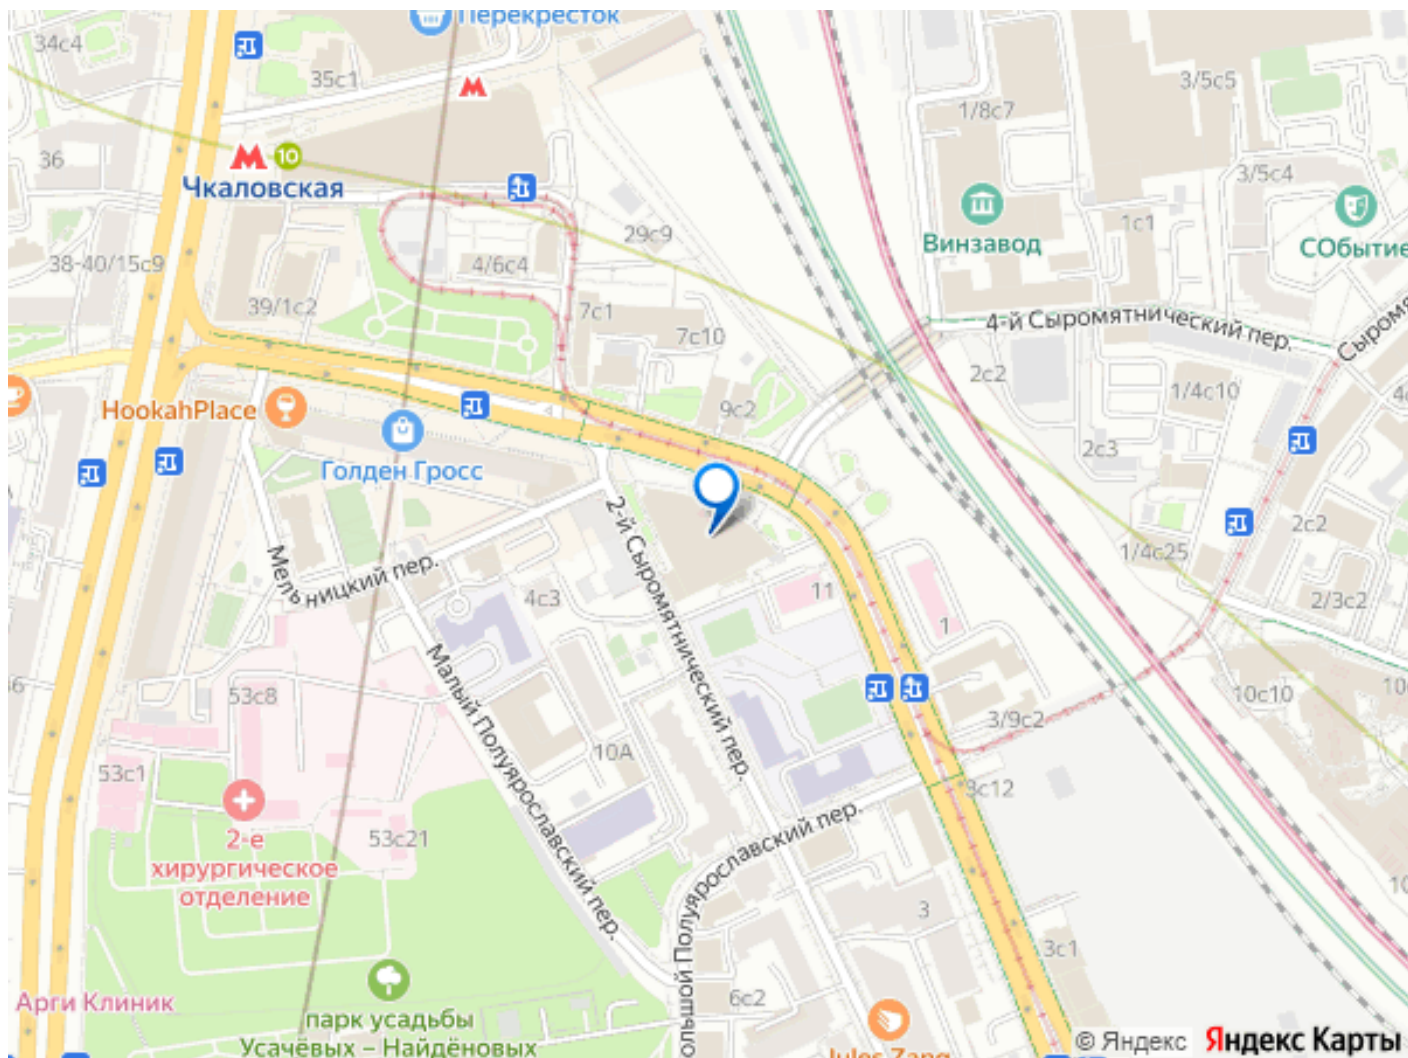 Перекресток
34с4
35с1
1/8с7
3/5с5
36
10
Чкаловская
3/5с4
1с1
Винзавод
СОбытие
29с9
38-40/15с9
4/6с4
39/1с2
7с1
7с10
4-й Сыромятнический пер.
2с2
1/4с10
HookahPlace
9с2
2с3
Голден Гросс
2-й Сыромятнический пер.
2с2
1/4с25
Мельницкий пер.
4с3
11
1
2/3с2
Малый Полуярославский пер.
53с8
10с10
3/9с2
10А
53с1
3с12
2-е
хирургическое
отделение
53с21
Большой Полуярославский пер.
3
3с1
Арги Клиник
6с2
парк усадьбы
Усачёвых – Найдёновых
Jules Zang
© Яндекс Яндекс Карты